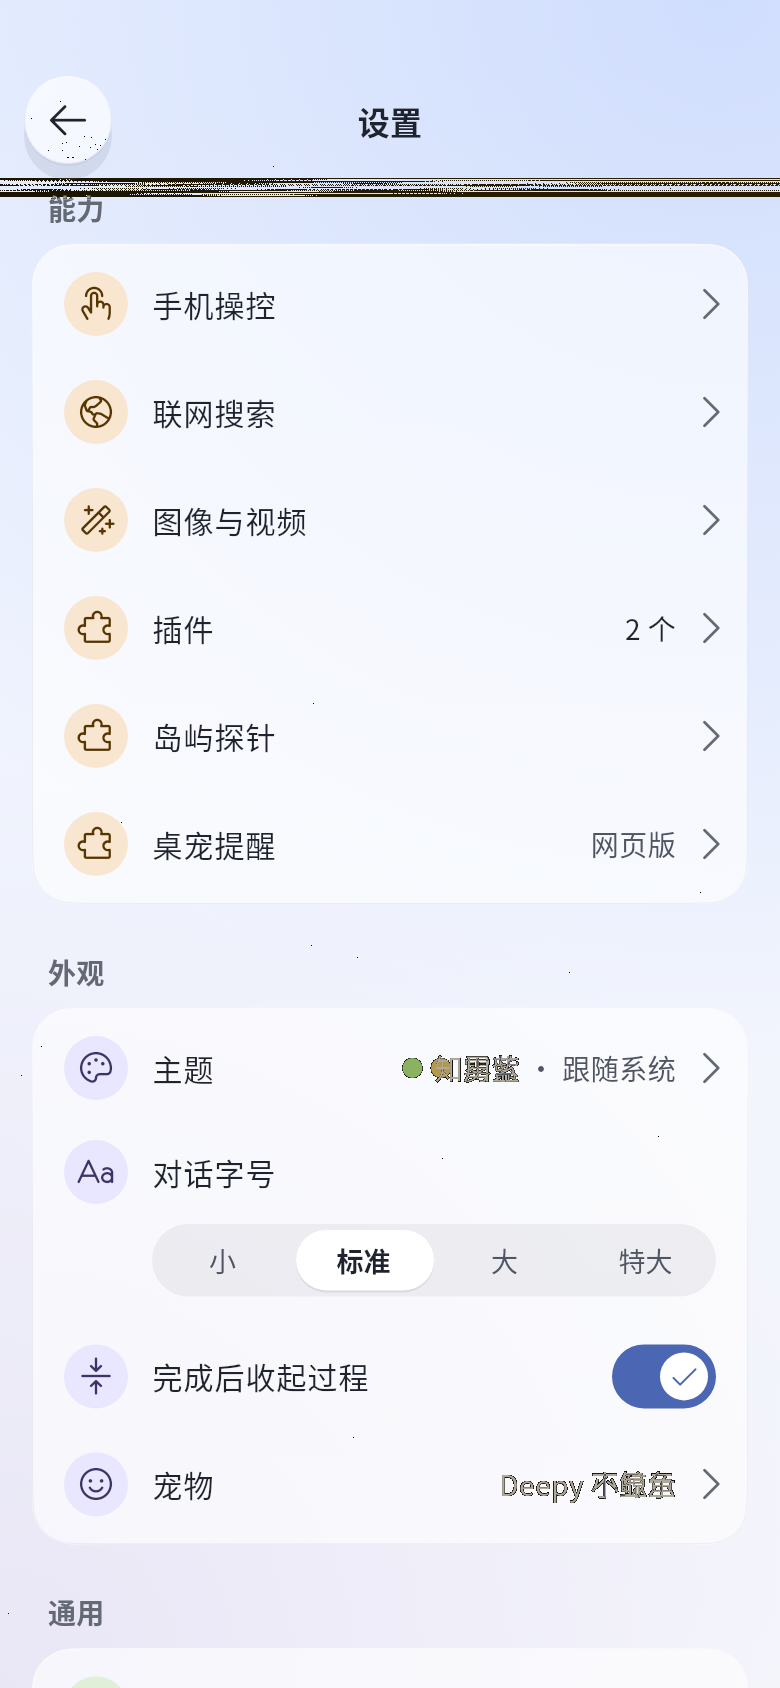 设置
能力
手机操控
联网搜索
图像与视频
插件 2 个
岛屿探针
桌宠提醒 网页版
外观
主题 · 跟随系统
Aa 对话字号
小 标准 大 特大
完成后收起过程
宠物 Deepy
通用